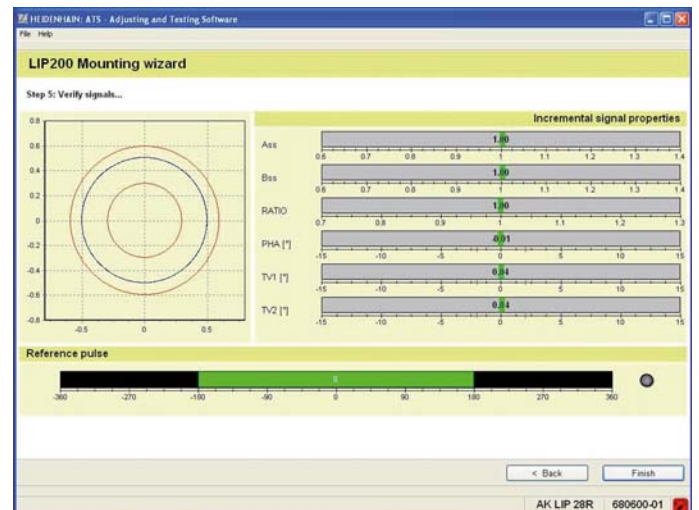 HEIDENHAIN: ATS - Adjusting and Testing Software
File Help
LIP200 Mounting wizard
Step 5: Verify signals...
Incremental signal properties
0.8
0.6
0.4
0.2
0
-0.2
-0.4
-0.6
-0.8
-0.5 0 0.5
Ass 1.00
0.6 0.7 0.8 0.9 1 1.1 1.2 1.3 1.4
Bss 1.00
0.6 0.7 0.8 0.9 1 1.1 1.2 1.3 1.4
RATIO 1.00
0.7 0.8 0.9 1 1.1 1.2 1.3
PHA [°]
-15 -10 -5 0 5 10 15
TV1 [°] 0.04
-15 -10 -5 0 5 10 15
TV2 [°]
-15 -10 -5 0 5 10 15
Reference pulse
-360 -270 -180 -90 0 90 180 270 360
< Back Finish
AK LIP 28R 680600-01